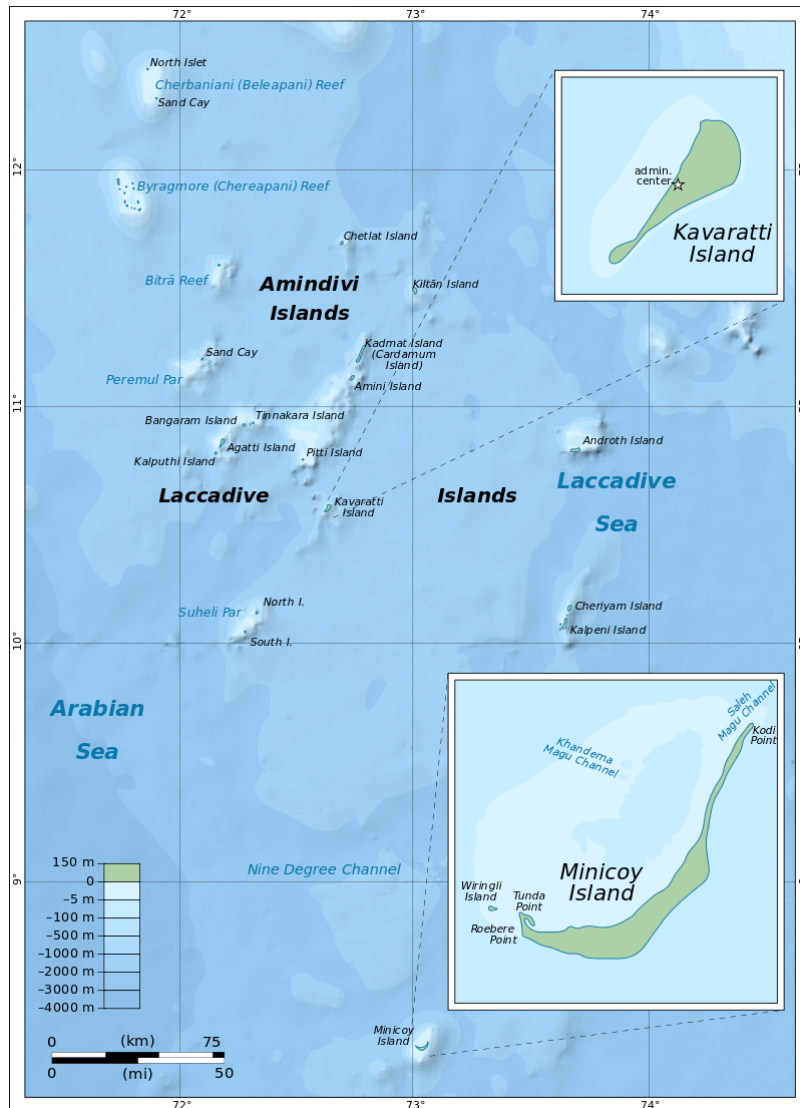 72°
73°
74°
North Islet
Cherbaniani (Beleapani) Reef
Sand Cay
12°
Byragmore (Chereapani) Reef
admin.
center
Kavaratti
Island
Chetlat Island
Bitrā Reef
Amindivi
Islands
Kiltān Island
Sand Cay
Kadmat Island
(Cardamum
Island)
Peremul Par
Amini Island
11°
Bangaram Island
Tinnakara Island
Agatti Island
Kalputhi Island
Pitti Island
Androth Island
Laccadive
Islands
Laccadive
Sea
Kavaratti
Island
Suheli Par
North I.
South I.
Cheriyam Island
Kalpeni Island
10°
Arabian
Sea
Saleh
Magu Channel
Kodi
Point
Khandema
Magu Channel
Minicoy
Island
Wiringli
Island
Tunda
Point
Roebere
Point
Nine Degree Channel
9°
150 m
0
–5 m
–100 m
–500 m
–1000 m
–2000 m
–3000 m
–4000 m
Minicoy
Island
0 (km) 75
0 (mi) 50
72°
73°
74°